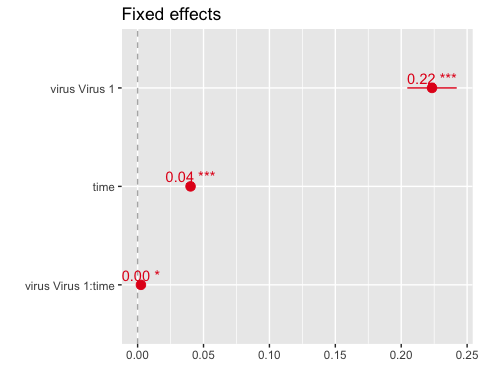 Fixed effects
virus Virus 1
0.22 ***
time
0.04 ***
virus Virus 1:time
0.00 *
0.00 0.05 0.10 0.15 0.20 0.25